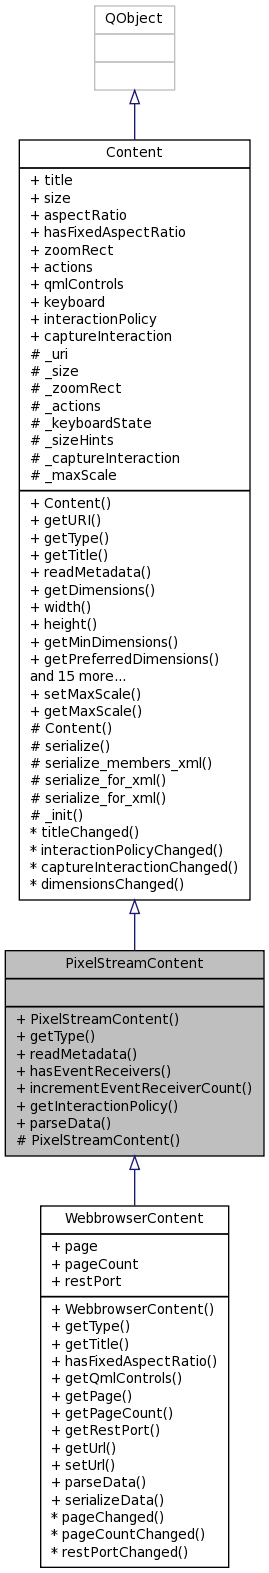 QObject
Content
+ title
+ size
+ aspectRatio
+ hasFixedAspectRatio
+ zoomRect
+ actions
+ qmlControls
+ keyboard
+ interactionPolicy
+ captureInteraction
# _uri
# _size
# _zoomRect
# _actions
# _keyboardState
# _sizeHints
# _captureInteraction
# _maxScale
+ Content()
+ getURI()
+ getType()
+ getTitle()
+ readMetadata()
+ getDimensions()
+ width()
+ height()
+ getMinDimensions()
+ getPreferredDimensions()
and 15 more...
+ setMaxScale()
+ getMaxScale()
# Content()
# serialize()
# serialize_members_xml()
# serialize_for_xml()
# serialize_for_xml()
# _init()
* titleChanged()
* interactionPolicyChanged()
* captureInteractionChanged()
* dimensionsChanged()
PixelStreamContent
+ PixelStreamContent()
+ getType()
+ readMetadata()
+ hasEventReceivers()
+ incrementEventReceiverCount()
+ getInteractionPolicy()
+ parseData()
# PixelStreamContent()
WebbrowserContent
+ page
+ pageCount
+ restPort
+ WebbrowserContent()
+ getType()
+ getTitle()
+ hasFixedAspectRatio()
+ getQmlControls()
+ getPage()
+ getPageCount()
+ getRestPort()
+ getUrl()
+ setUrl()
+ parseData()
+ serializeData()
* pageChanged()
* pageCountChanged()
* restPortChanged()